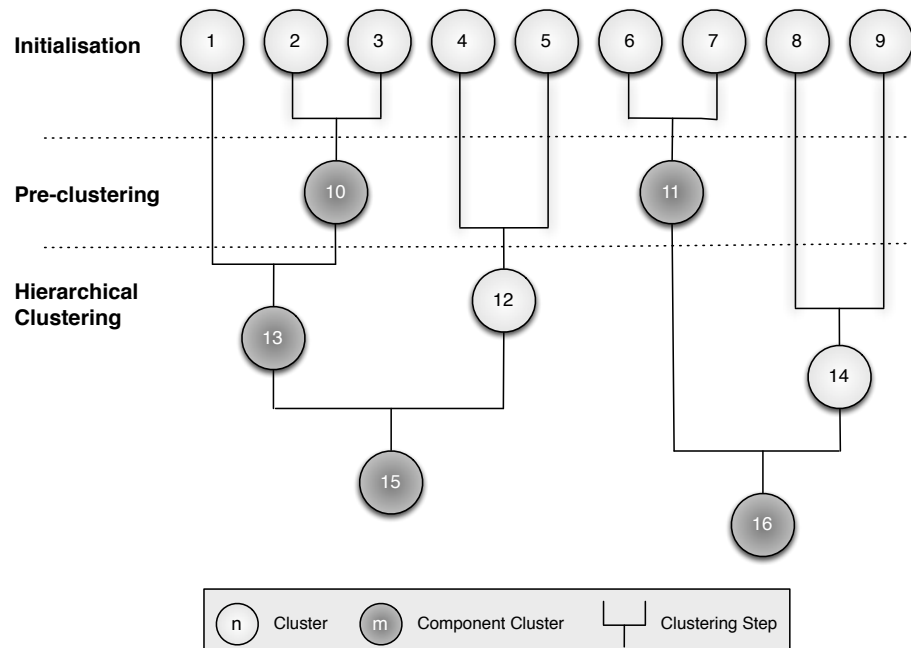 Initialisation
1 2 3 4 5 6 7 8 9
Pre-clustering
10 11
Hierarchical
Clustering
12
13
14
15
16
n Cluster m Component Cluster Clustering Step